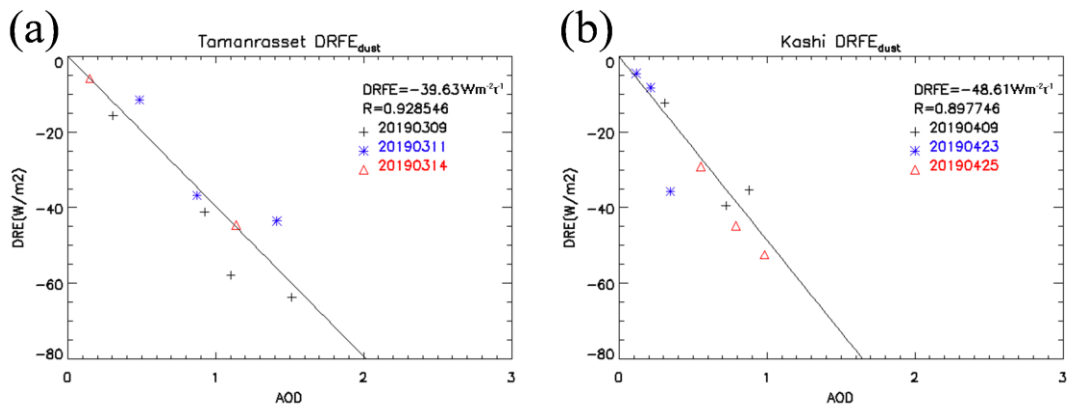 (a)
Tamanrasset DRFE_dust
DRFE=−39.63Wm⁻²τ⁻¹
R=0.928546
+ 20190309
✳ 20190311
△ 20190314
DRE(W/m2)
0
−20
−40
−60
−80
0 1 2 3
AOD
(b)
Kashi DRFE_dust
DRFE=−48.61Wm⁻²τ⁻¹
R=0.897746
+ 20190409
✳ 20190423
△ 20190425
DRE(W/m2)
0
−20
−40
−60
−80
0 1 2 3
AOD